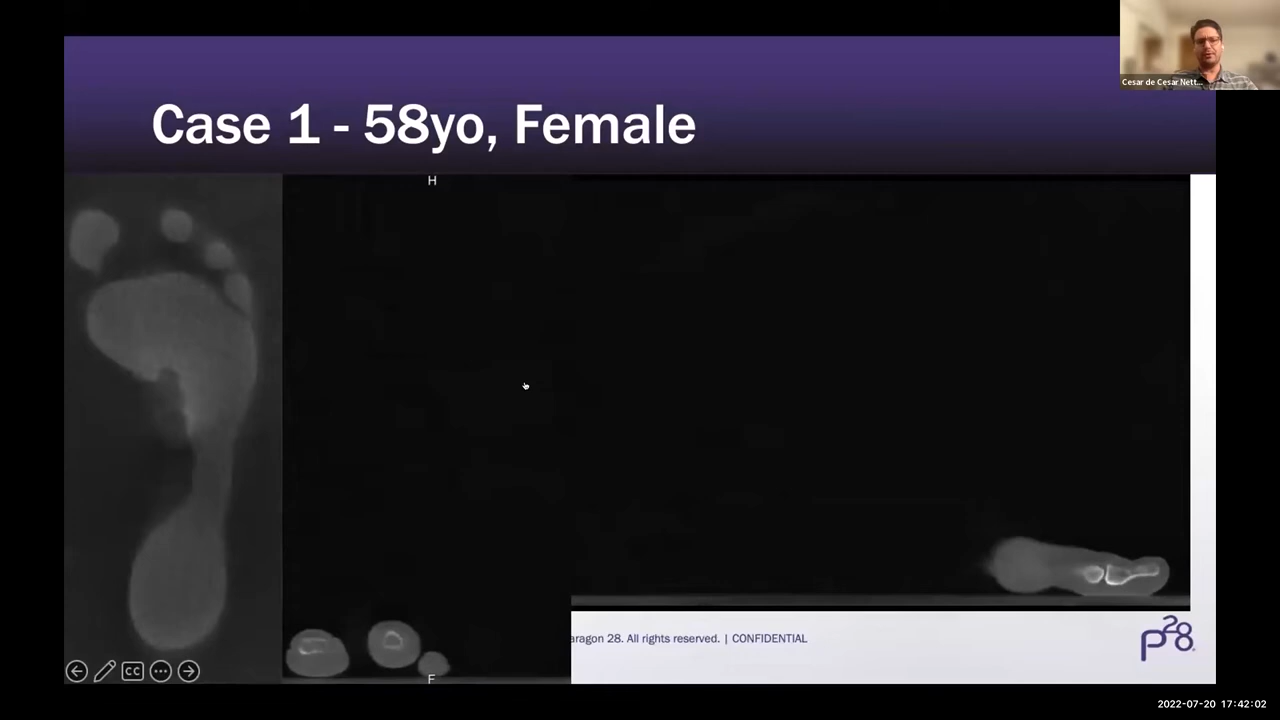 Cesar de Cesar Nett...
Case 1 - 58yo, Female
H
F
aragon 28. All rights reserved. | CONFIDENTIAL
p28
CC
2022-07-20 17:42:02